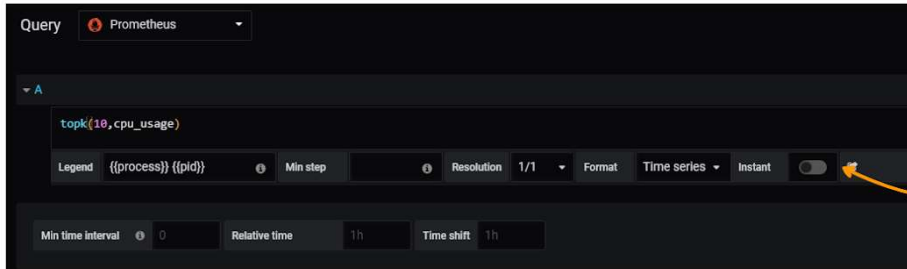 Query Prometheus
A
topk(10,cpu_usage)
Legend {{process}} {{pid}} Min step Resolution 1/1 Format Time series Instant
Min time interval 0 Relative time 1h Time shift 1h